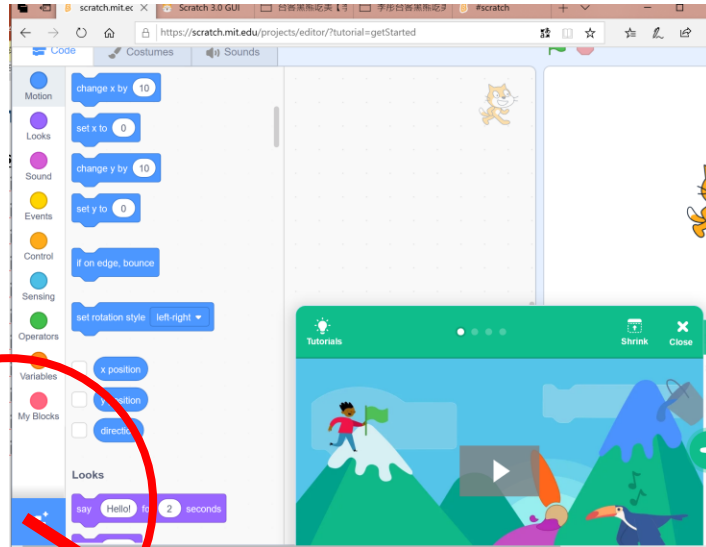 scratch.mit.ec
Scratch 3.0 GUI
#scratch
https://scratch.mit.edu/projects/editor/?tutorial=getStarted
Code
Costumes
Sounds
Motion
Looks
Sound
Events
Control
Sensing
Operators
Variables
My Blocks
change x by 10
set x to 0
change y by 10
set y to 0
if on edge, bounce
set rotation style left-right
x position
y position
direction
Looks
say Hello! for 2 seconds
Tutorials
Shrink
Close